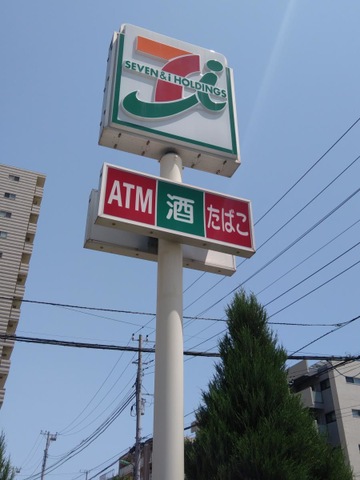 SEVEN & i HOLDINGS
ATM 酒 たばこ